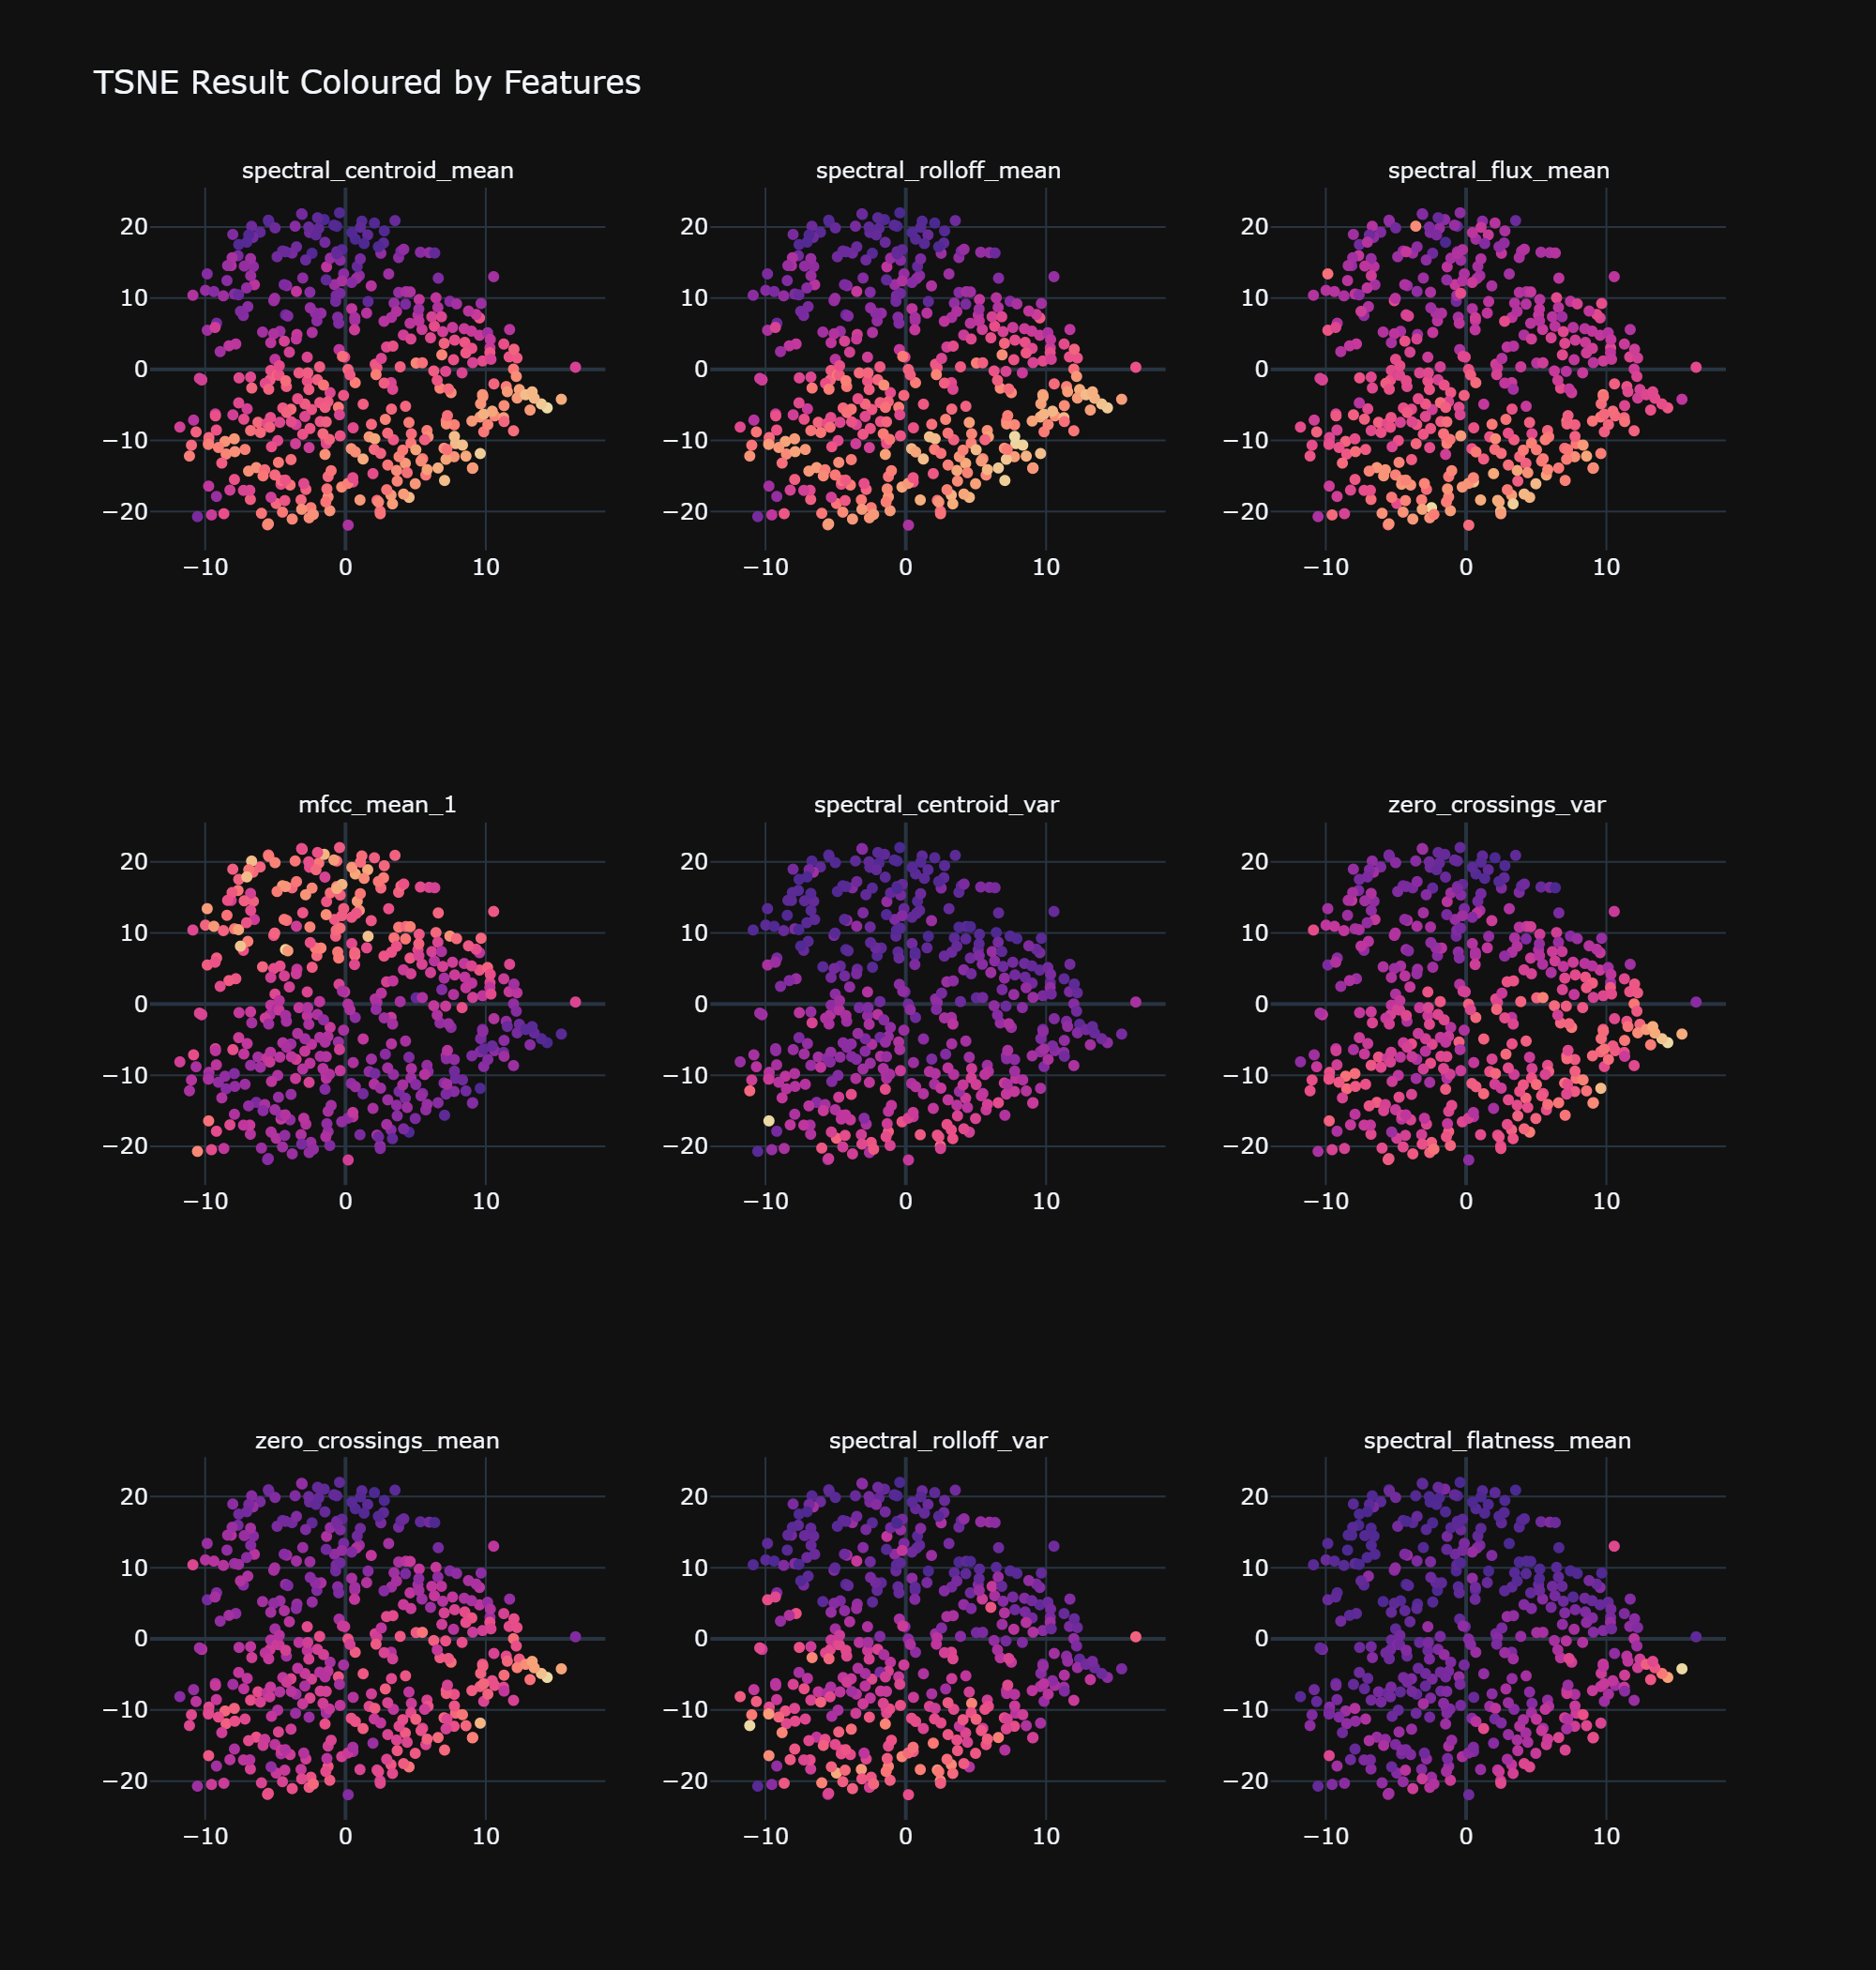 TSNE Result Coloured by Features
spectral_centroid_mean
spectral_rolloff_mean
spectral_flux_mean
20
10
0
−10
−20
−10 0 10
20
10
0
−10
−20
−10 0 10
20
10
0
−10
−20
−10 0 10
mfcc_mean_1
spectral_centroid_var
zero_crossings_var
20
10
0
−10
−20
−10 0 10
20
10
0
−10
−20
−10 0 10
20
10
0
−10
−20
−10 0 10
zero_crossings_mean
spectral_rolloff_var
spectral_flatness_mean
20
10
0
−10
−20
−10 0 10
20
10
0
−10
−20
−10 0 10
20
10
0
−10
−20
−10 0 10